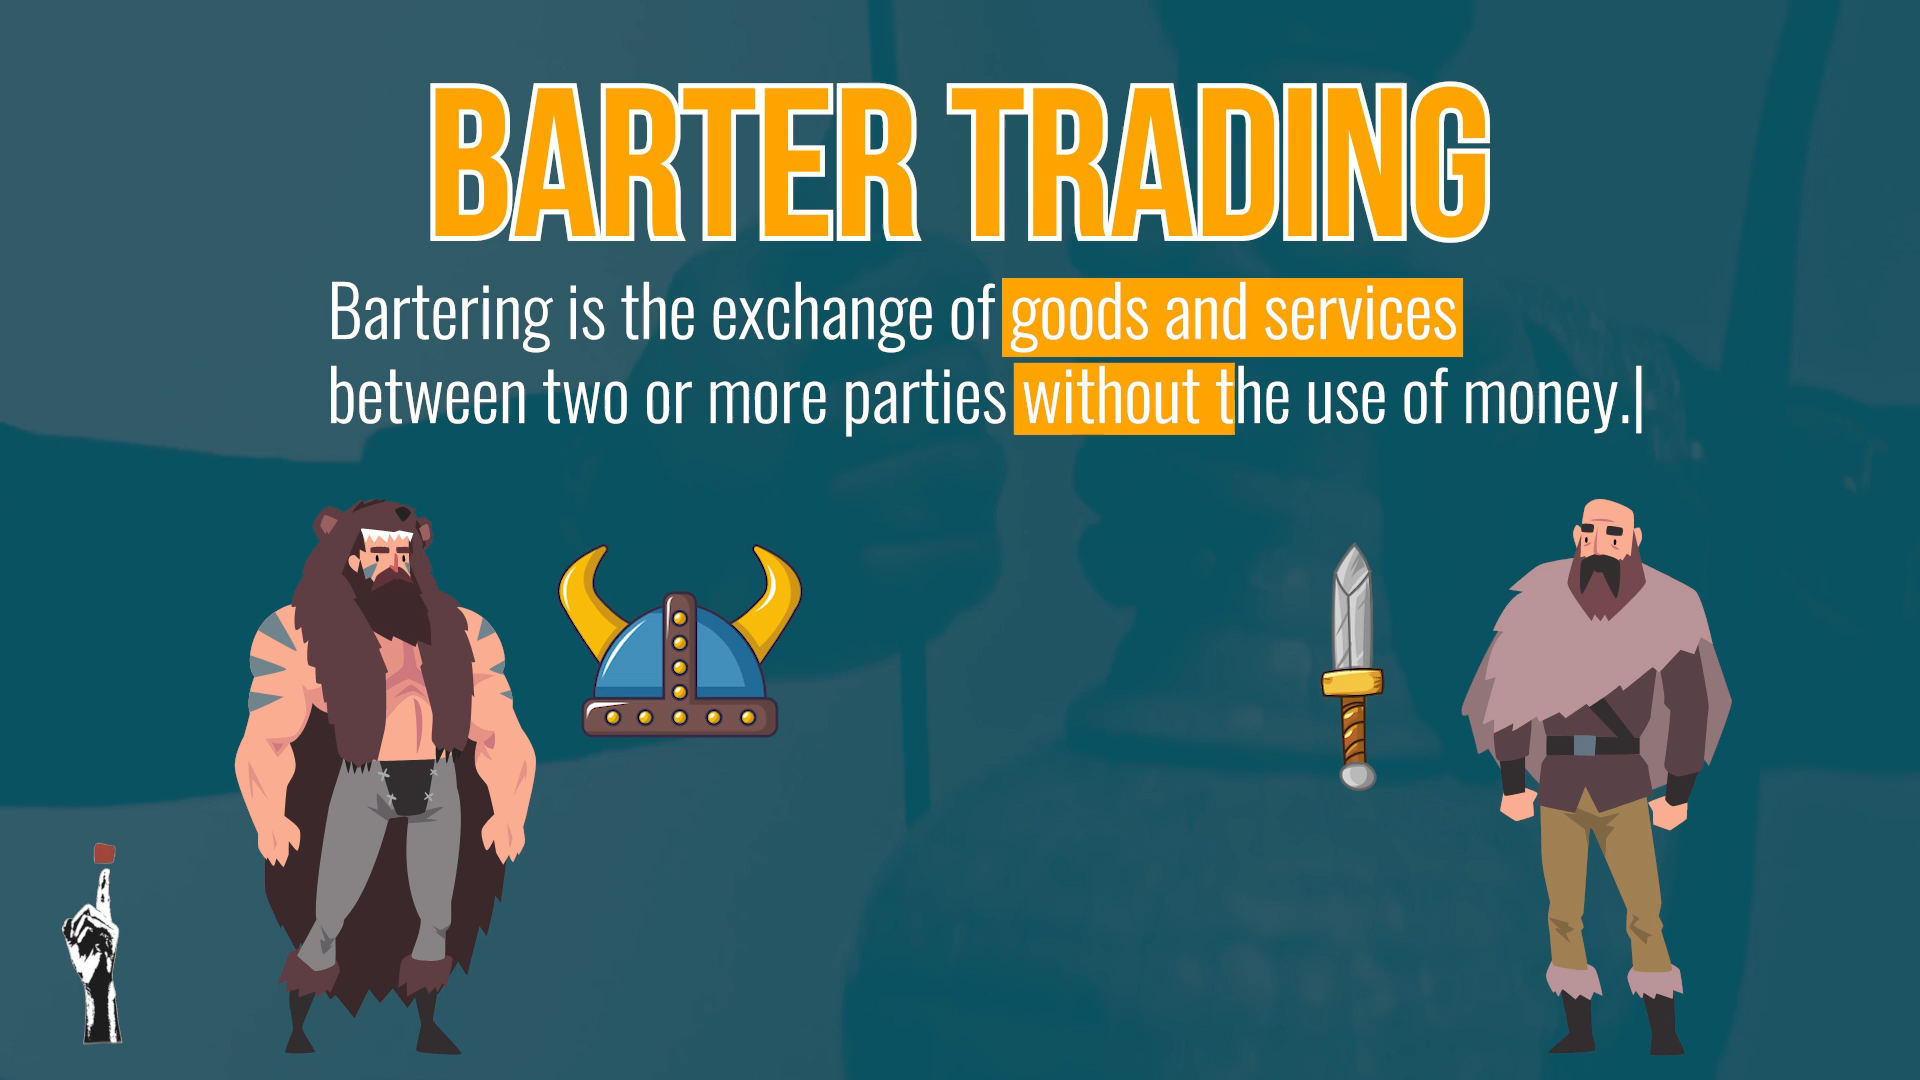 BARTER TRADING
Bartering is the exchange of goods and services
between two or more parties without the use of money.|